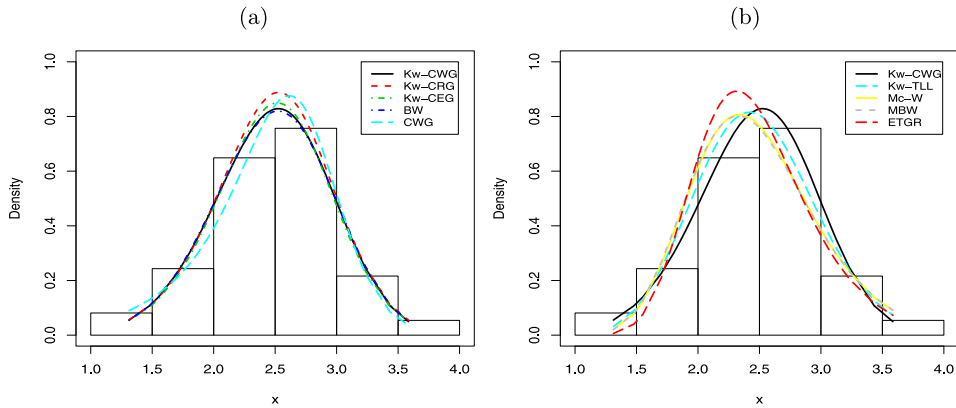 (a)
Density
0.0 0.2 0.4 0.6 0.8 1.0
Kw-CWG
Kw-CRG
Kw-CEG
BW
CWG
1.0 1.5 2.0 2.5 3.0 3.5 4.0
x
(b)
Density
0.0 0.2 0.4 0.6 0.8 1.0
Kw-CWG
Kw-TLL
Mc-W
MBW
ETGR
1.0 1.5 2.0 2.5 3.0 3.5 4.0
x